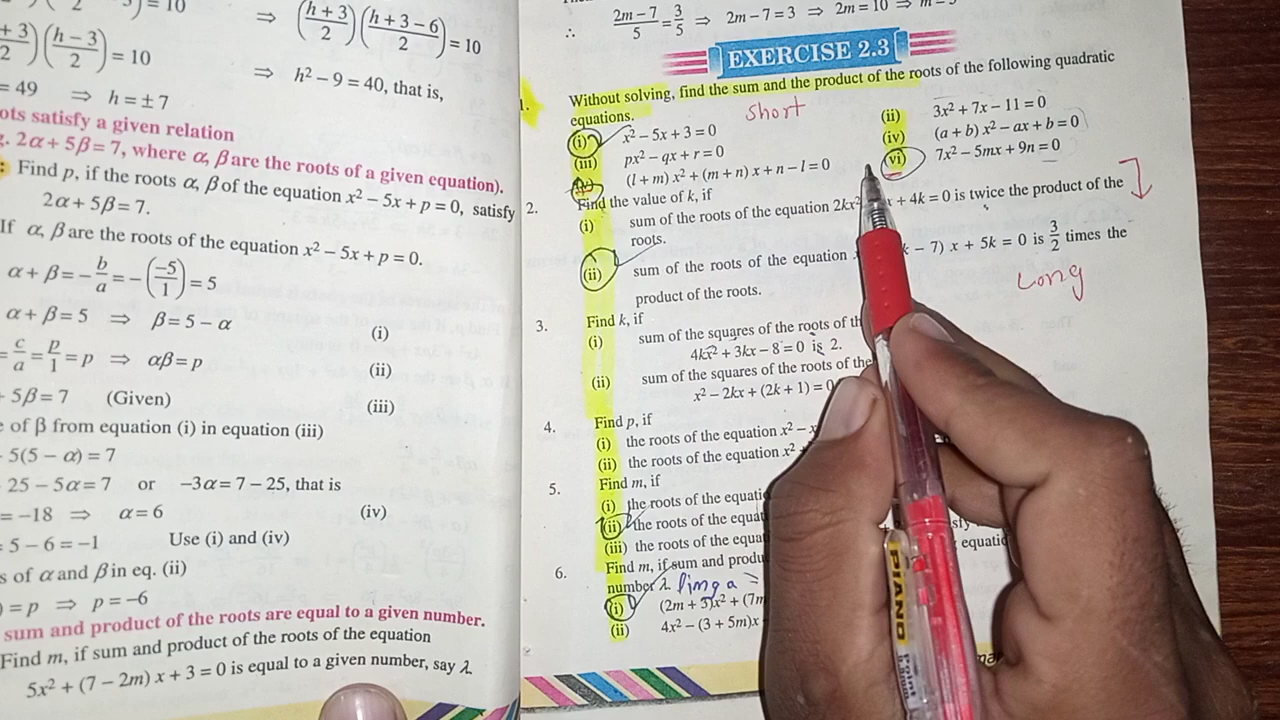 = 10
⇒ ((h + 3)/2) ((h + 3 − 6)/2) = 10
+ 3/2) ((h − 3)/2) = 10
= 49 ⇒ h = ± 7
⇒ h² − 9 = 40, that is,
ots satisfy a given relation
. 2α + 5β = 7, where α, β are the roots of a given equation).
: Find p, if the roots α, β of the equation x² − 5x + p = 0, satisfy
2α + 5β = 7.
If α, β are the roots of the equation x² − 5x + p = 0.
α + β = − b/a = − (−5/1) = 5
α + β = 5 ⇒ β = 5 − α (i)
= c/a = p/1 = p ⇒ αβ = p (ii)
5β = 7 (Given) (iii)
of β from equation (i) in equation (iii)
5(5 − α) = 7
25 − 5α = 7 or −3α = 7 − 25, that is
= −18 ⇒ α = 6 (iv)
5 − 6 = −1 Use (i) and (iv)
s of α and β in eq. (ii)
= p ⇒ p = −6
sum and product of the roots are equal to a given number.
Find m, if sum and product of the roots of the equation
5x² + (7 − 2m) x + 3 = 0 is equal to a given number, say λ.
∴ (2m − 7)/5 = 3/5 ⇒ 2m − 7 = 3 ⇒ 2m = 10 ⇒
EXERCISE 2.3
1. Without solving, find the sum and the product of the roots of the following quadratic
equations.
short
(i) x² − 5x + 3 = 0 (ii) 3x² + 7x − 11 = 0
(iii) px² − qx + r = 0 (iv) (a + b) x² − ax + b = 0
(v) (l + m) x² + (m + n) x + n − l = 0 (vi) 7x² − 5mx + 9n = 0
2. Find the value of k, if
(i) sum of the roots of the equation 2kx² x + 4k = 0 is twice the product of the
roots.
(ii) sum of the roots of the equation k − 7) x + 5k = 0 is 3/2 times the
product of the roots.
Long
3. Find k, if
(i) sum of the squares of the roots of th
4kx² + 3kx − 8 = 0 is 2.
(ii) sum of the squares of the roots of the
x² − 2kx + (2k + 1) = 0
4. Find p, if
(i) the roots of the equation x² − x
(ii) the roots of the equation x²
5. Find m, if
(i) the roots of the equati
(ii) the roots of the equat
(iii) the roots of the equa equatic
6. Find m, if sum and produ
number λ.
(i) (2m + 3)x² + (7m
(ii) 4x² − (3 + 5m)x
PIANO
Point